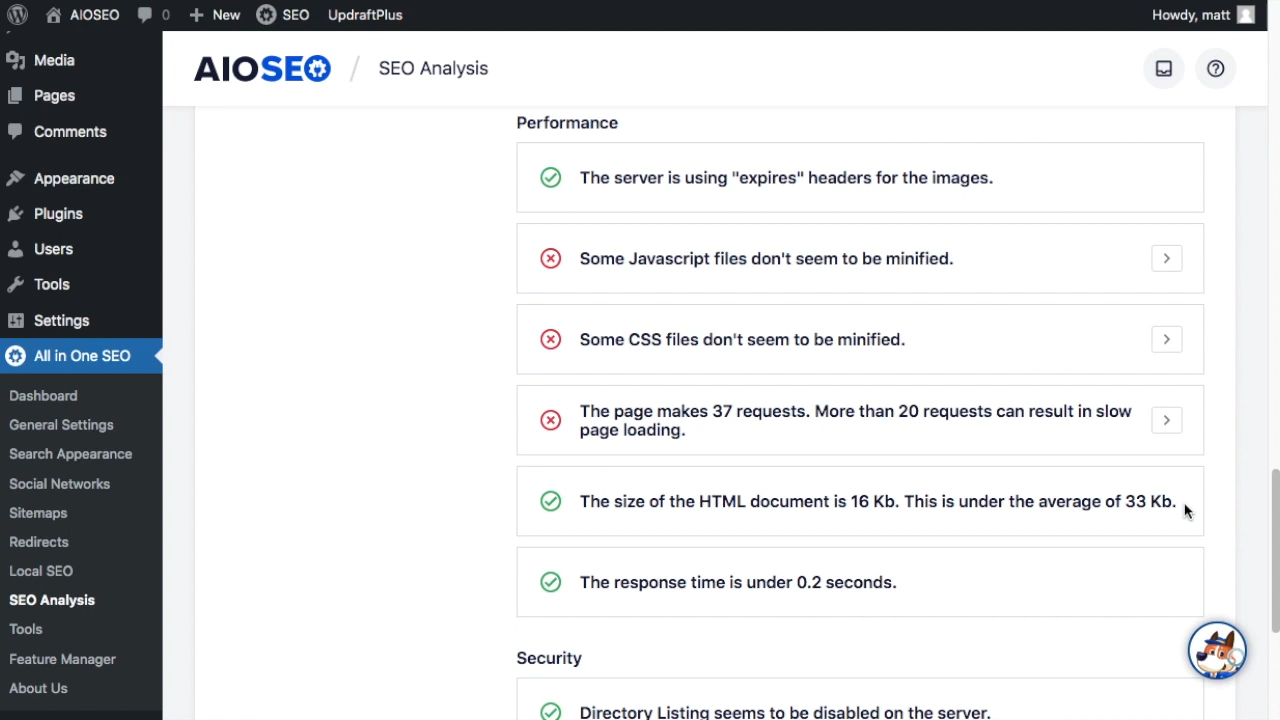 AIOSEO
0
New
SEO
UpdraftPlus
Howdy, matt
Media
Pages
Comments
Appearance
Plugins
Users
Tools
Settings
All in One SEO
Dashboard
General Settings
Search Appearance
Social Networks
Sitemaps
Redirects
Local SEO
SEO Analysis
Tools
Feature Manager
About Us
AIOSEO / SEO Analysis
Performance
The server is using "expires" headers for the images.
Some Javascript files don't seem to be minified.
Some CSS files don't seem to be minified.
The page makes 37 requests. More than 20 requests can result in slow
page loading.
The size of the HTML document is 16 Kb. This is under the average of 33 Kb.
The response time is under 0.2 seconds.
Security
Directory Listing seems to be disabled on the server.